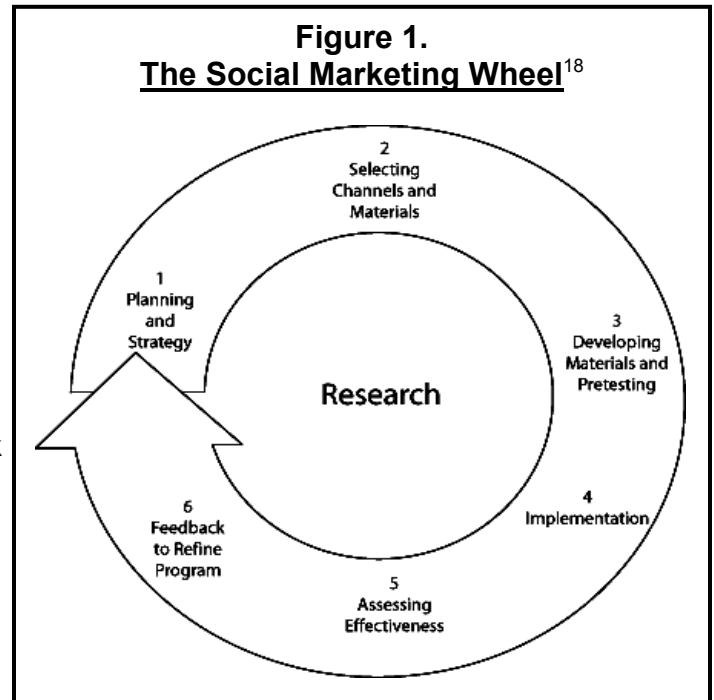 Figure 1.
The Social Marketing Wheel18
2
Selecting
Channels and
Materials
1
Planning
and
Strategy
3
Developing
Materials and
Pretesting
Research
4
Implementation
6
Feedback
to Refine
Program
5
Assessing
Effectiveness